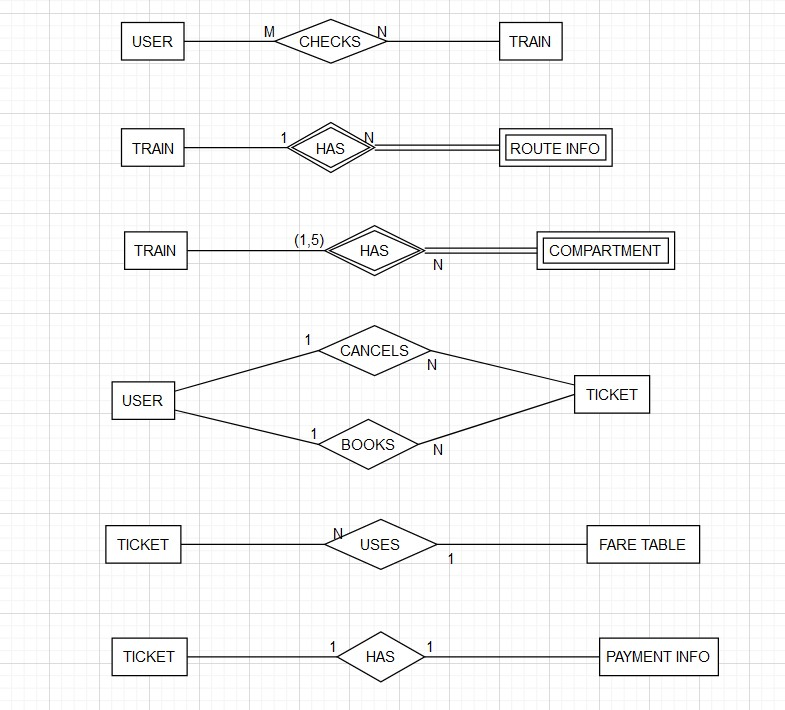 USER M CHECKS N TRAIN
TRAIN 1 HAS N ROUTE INFO
TRAIN (1,5) HAS N COMPARTMENT
1 CANCELS N
USER TICKET
1 BOOKS N
TICKET N USES 1 FARE TABLE
TICKET 1 HAS 1 PAYMENT INFO